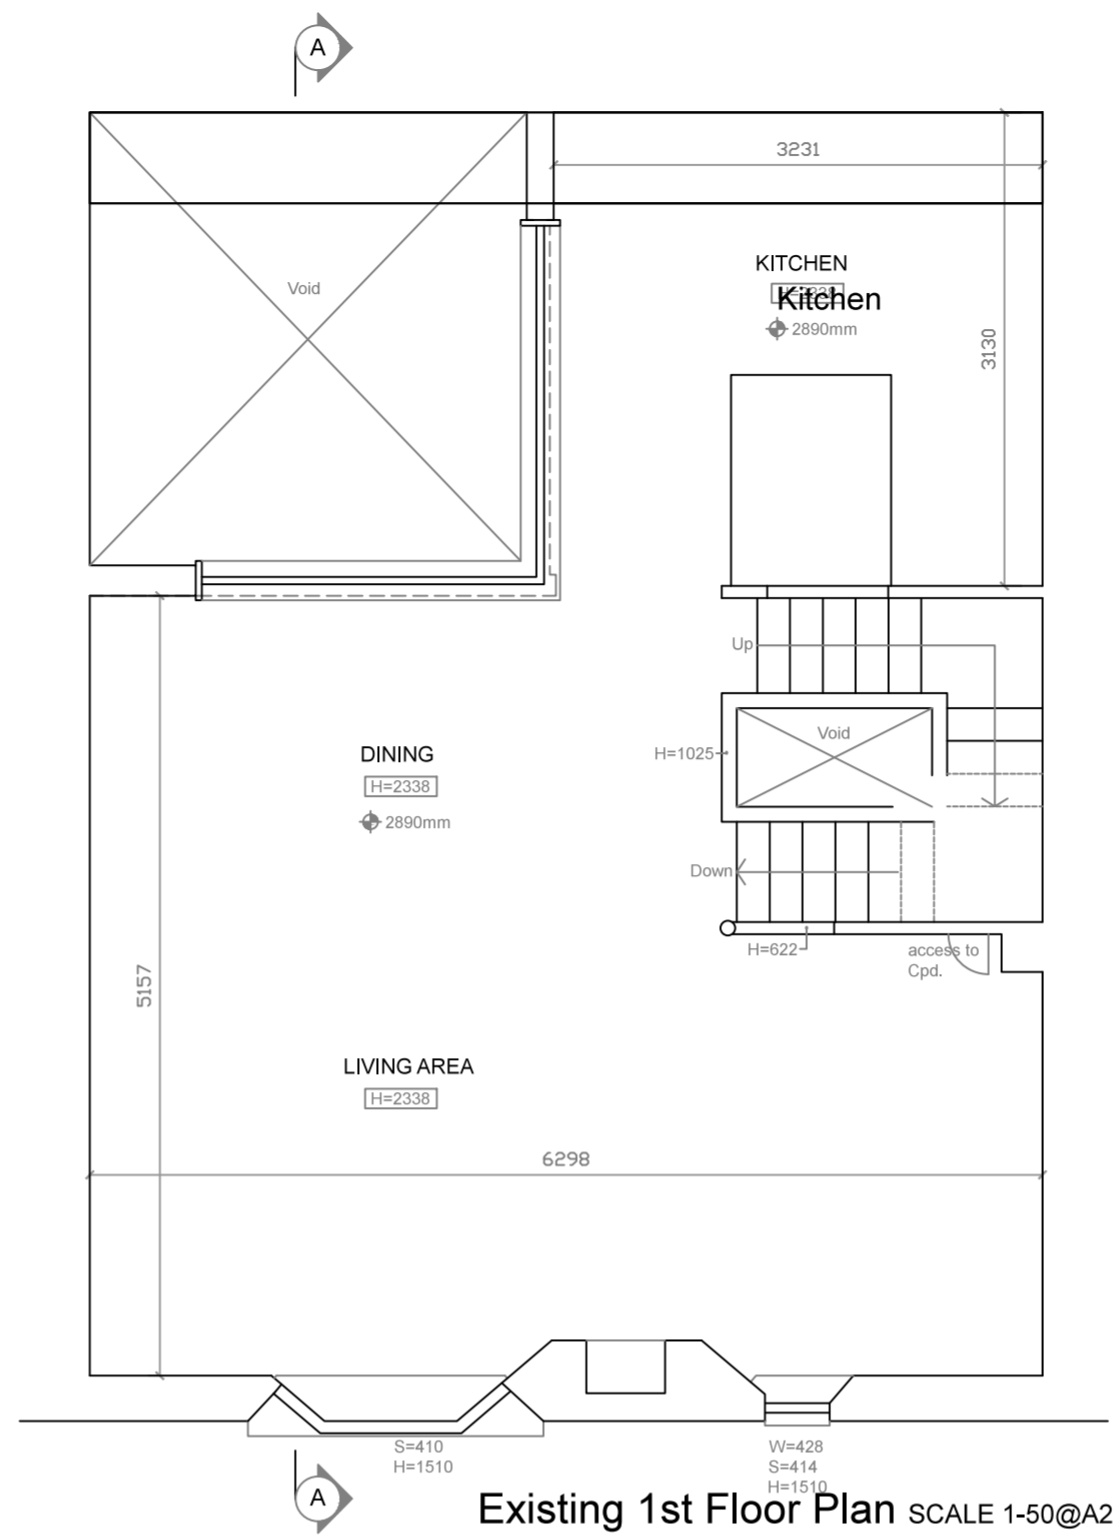 A
3231
KITCHEN
H=2338
Kitchen
2890mm
Void
3130
Up
Void
H=1025
DINING
H=2338
2890mm
Down
H=622
access to
Cpd.
5157
LIVING AREA
H=2338
6298
S=410
H=1510
W=428
S=414
H=1510
A
Existing 1st Floor Plan SCALE 1-50@A2